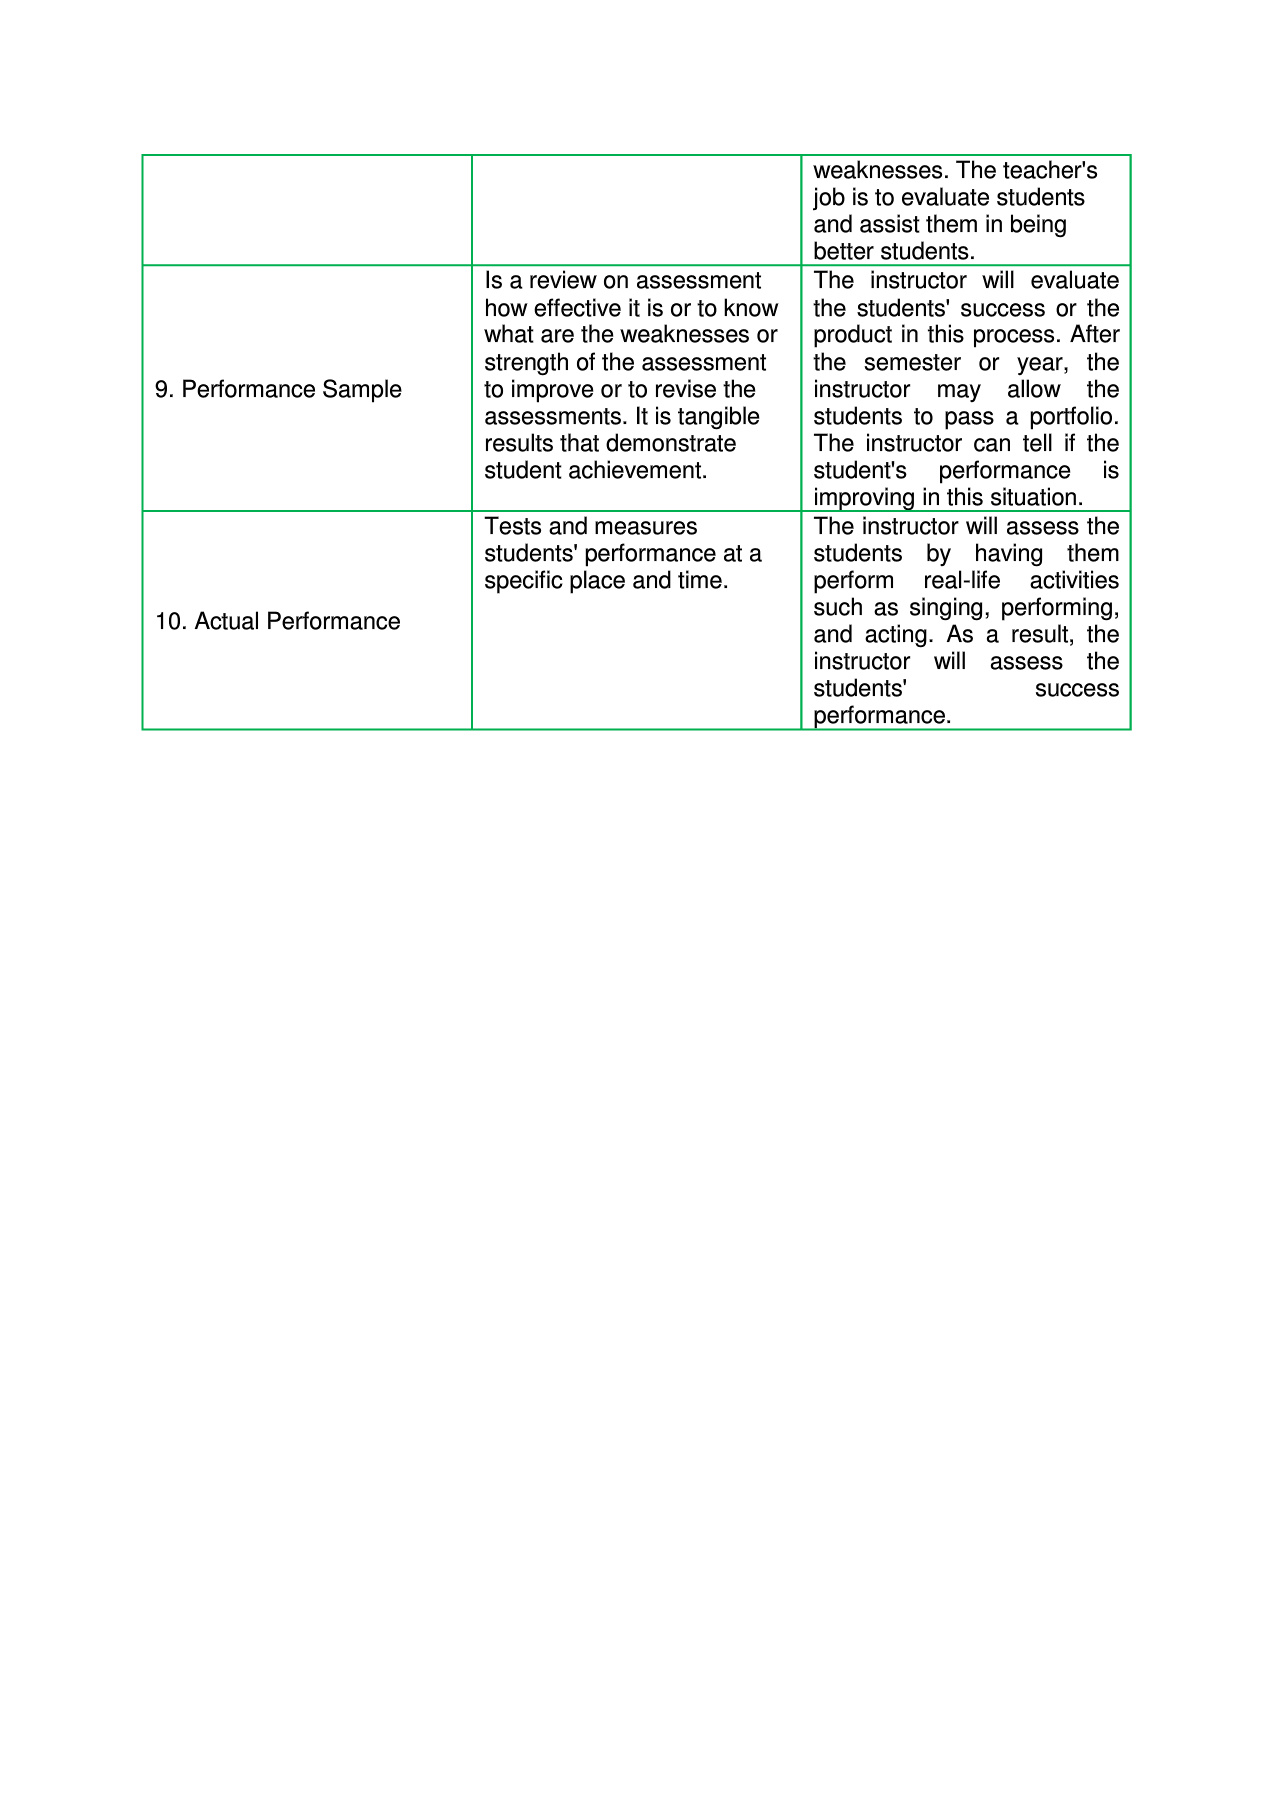 weaknesses. The teacher's
job is to evaluate students
and assist them in being
better students.
9. Performance Sample
Is a review on assessment
how effective it is or to know
what are the weaknesses or
strength of the assessment
to improve or to revise the
assessments. It is tangible
results that demonstrate
student achievement.
The instructor will evaluate
the students' success or the
product in this process. After
the semester or year, the
instructor may allow the
students to pass a portfolio.
The instructor can tell if the
student's performance is
improving in this situation.
10. Actual Performance
Tests and measures
students' performance at a
specific place and time.
The instructor will assess the
students by having them
perform real-life activities
such as singing, performing,
and acting. As a result, the
instructor will assess the
students' success
performance.